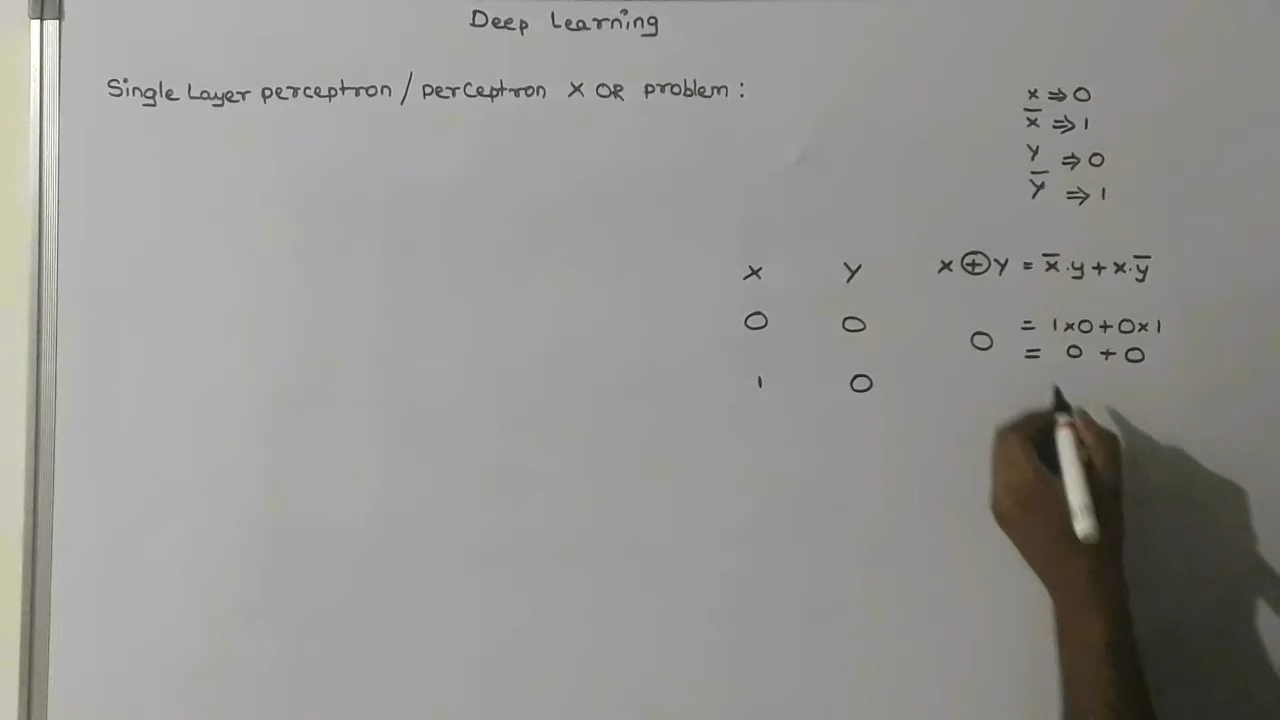 Deep Learning
Single Layer perceptron / perceptron X OR problem :
x ⇒ 0
x̅ ⇒ 1
y ⇒ 0
y̅ ⇒ 1
X Y X ⊕ Y = x̅ . y + x . y̅
0 0 0 = 1 × 0 + 0 × 1
= 0 + 0
1 0